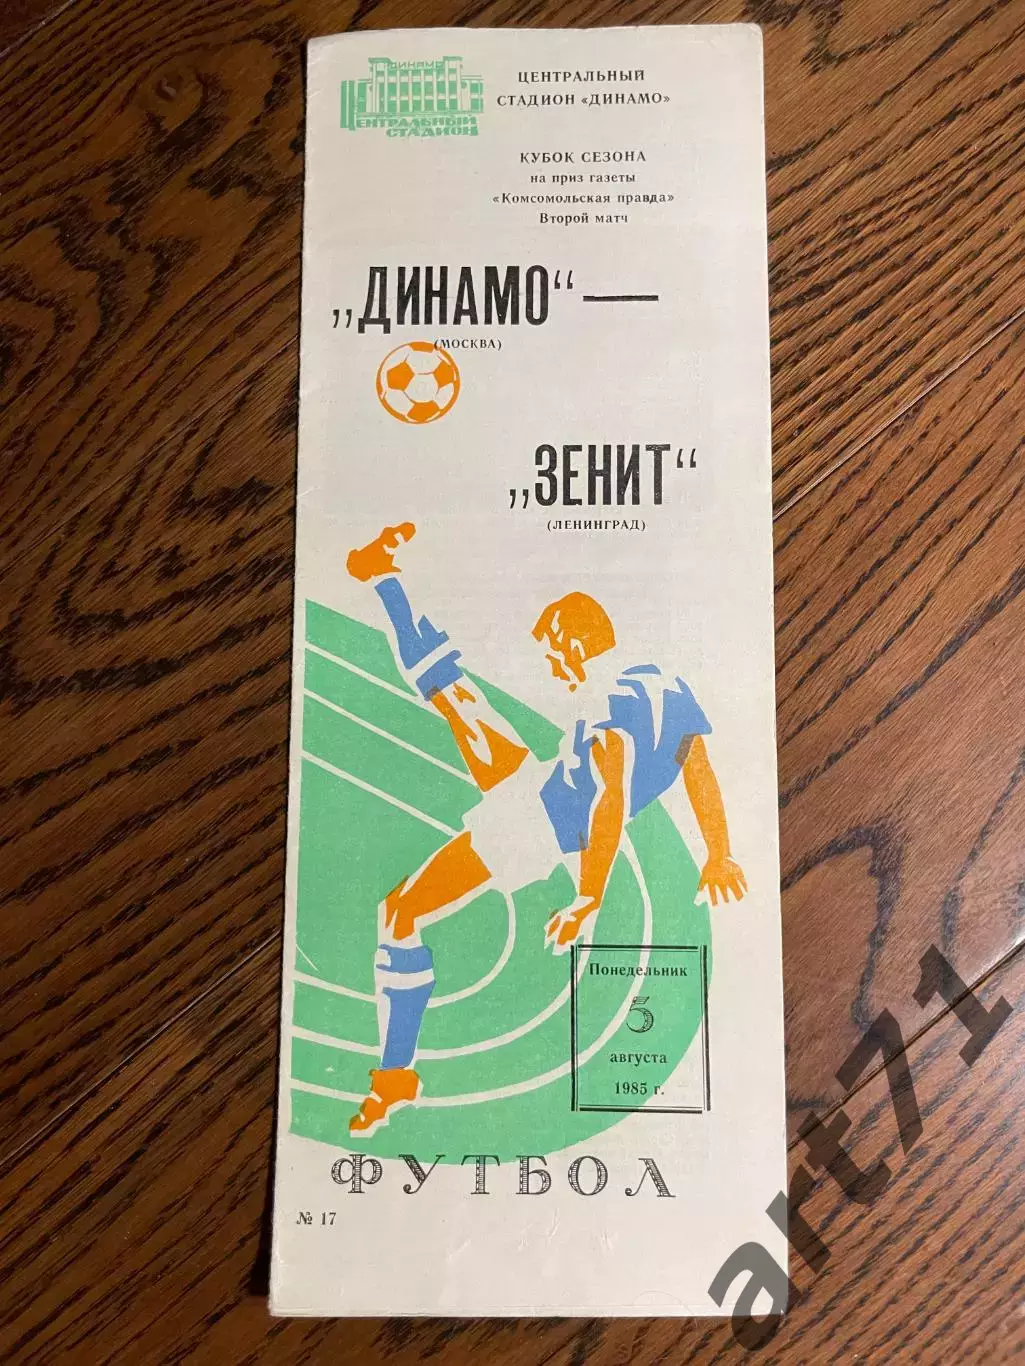 ДИНАМО
ЦЕНТРАЛЬНЫЙ
СТАДИОН
ЦЕНТРАЛЬНЫЙ
СТАДИОН «ДИНАМО»
КУБОК СЕЗОНА
на приз газеты
«Комсомольская правда»
Второй матч
„ДИНАМО“ —
(МОСКВА)
„ЗЕНИТ“
(ЛЕНИНГРАД)
Понедельник
5
августа
1985 г.
ФУТБОЛ
№ 17
art71